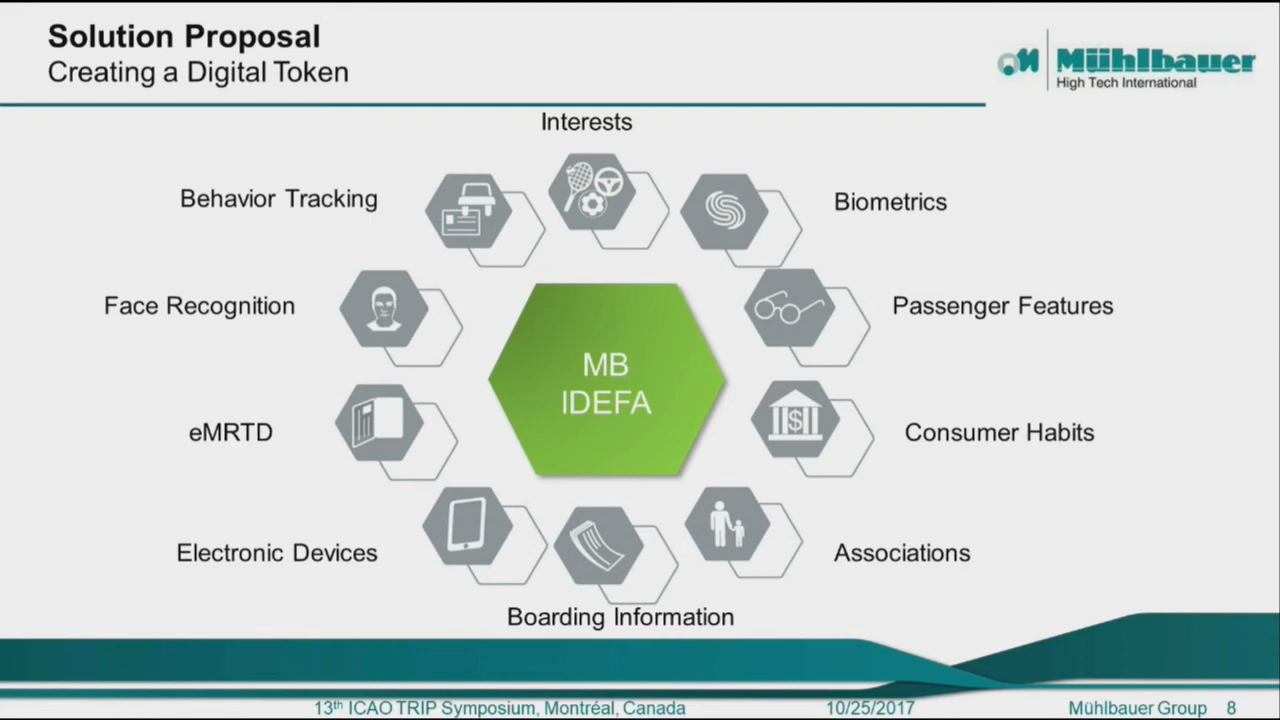 Solution Proposal
Creating a Digital Token
Mühlbauer
High Tech International
Interests
Behavior Tracking
Biometrics
Face Recognition
Passenger Features
MB
IDEFA
$
eMRTD
Consumer Habits
Electronic Devices
Associations
Boarding Information
13th ICAO TRIP Symposium, Montréal, Canada
10/25/2017
Mühlbauer Group 8